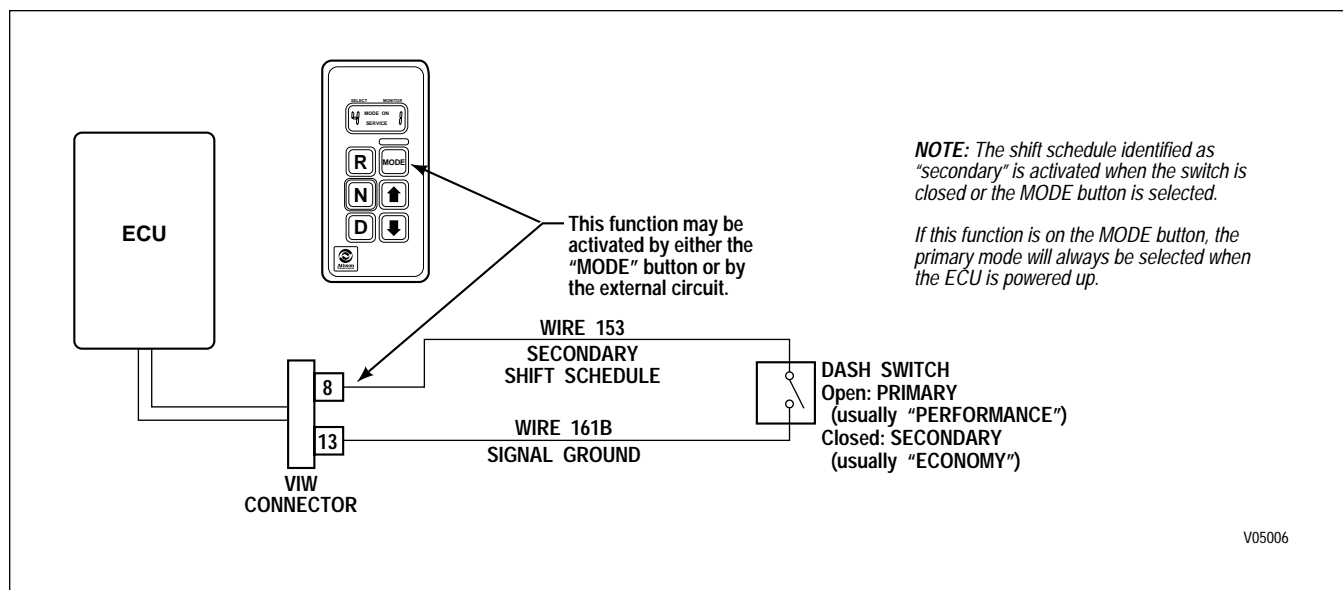 SELECT MONITOR
4 MODE ON 1
SERVICE
R MODE
N
D
Allison
ECU
NOTE: The shift schedule identified as
“secondary” is activated when the switch is
closed or the MODE button is selected.
If this function is on the MODE button, the
primary mode will always be selected when
the ECU is powered up.
This function may be
activated by either the
“MODE” button or by
the external circuit.
WIRE 153
SECONDARY
SHIFT SCHEDULE
8
WIRE 161B
SIGNAL GROUND
13
VIW
CONNECTOR
DASH SWITCH
Open: PRIMARY
(usually “PERFORMANCE”)
Closed: SECONDARY
(usually “ECONOMY”)
V05006